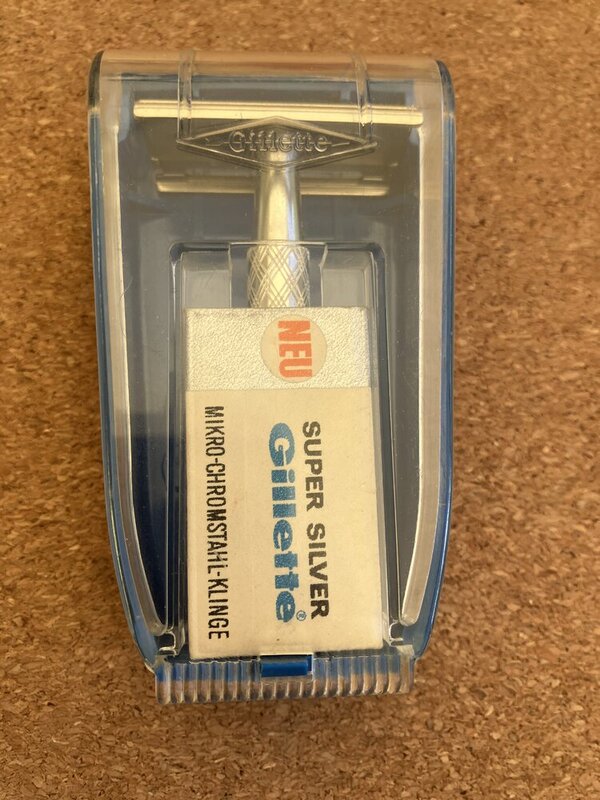 Gillette
NEU
SUPER SILVER
Gillette®
MIKRO-CHROMSTAHL-KLINGE